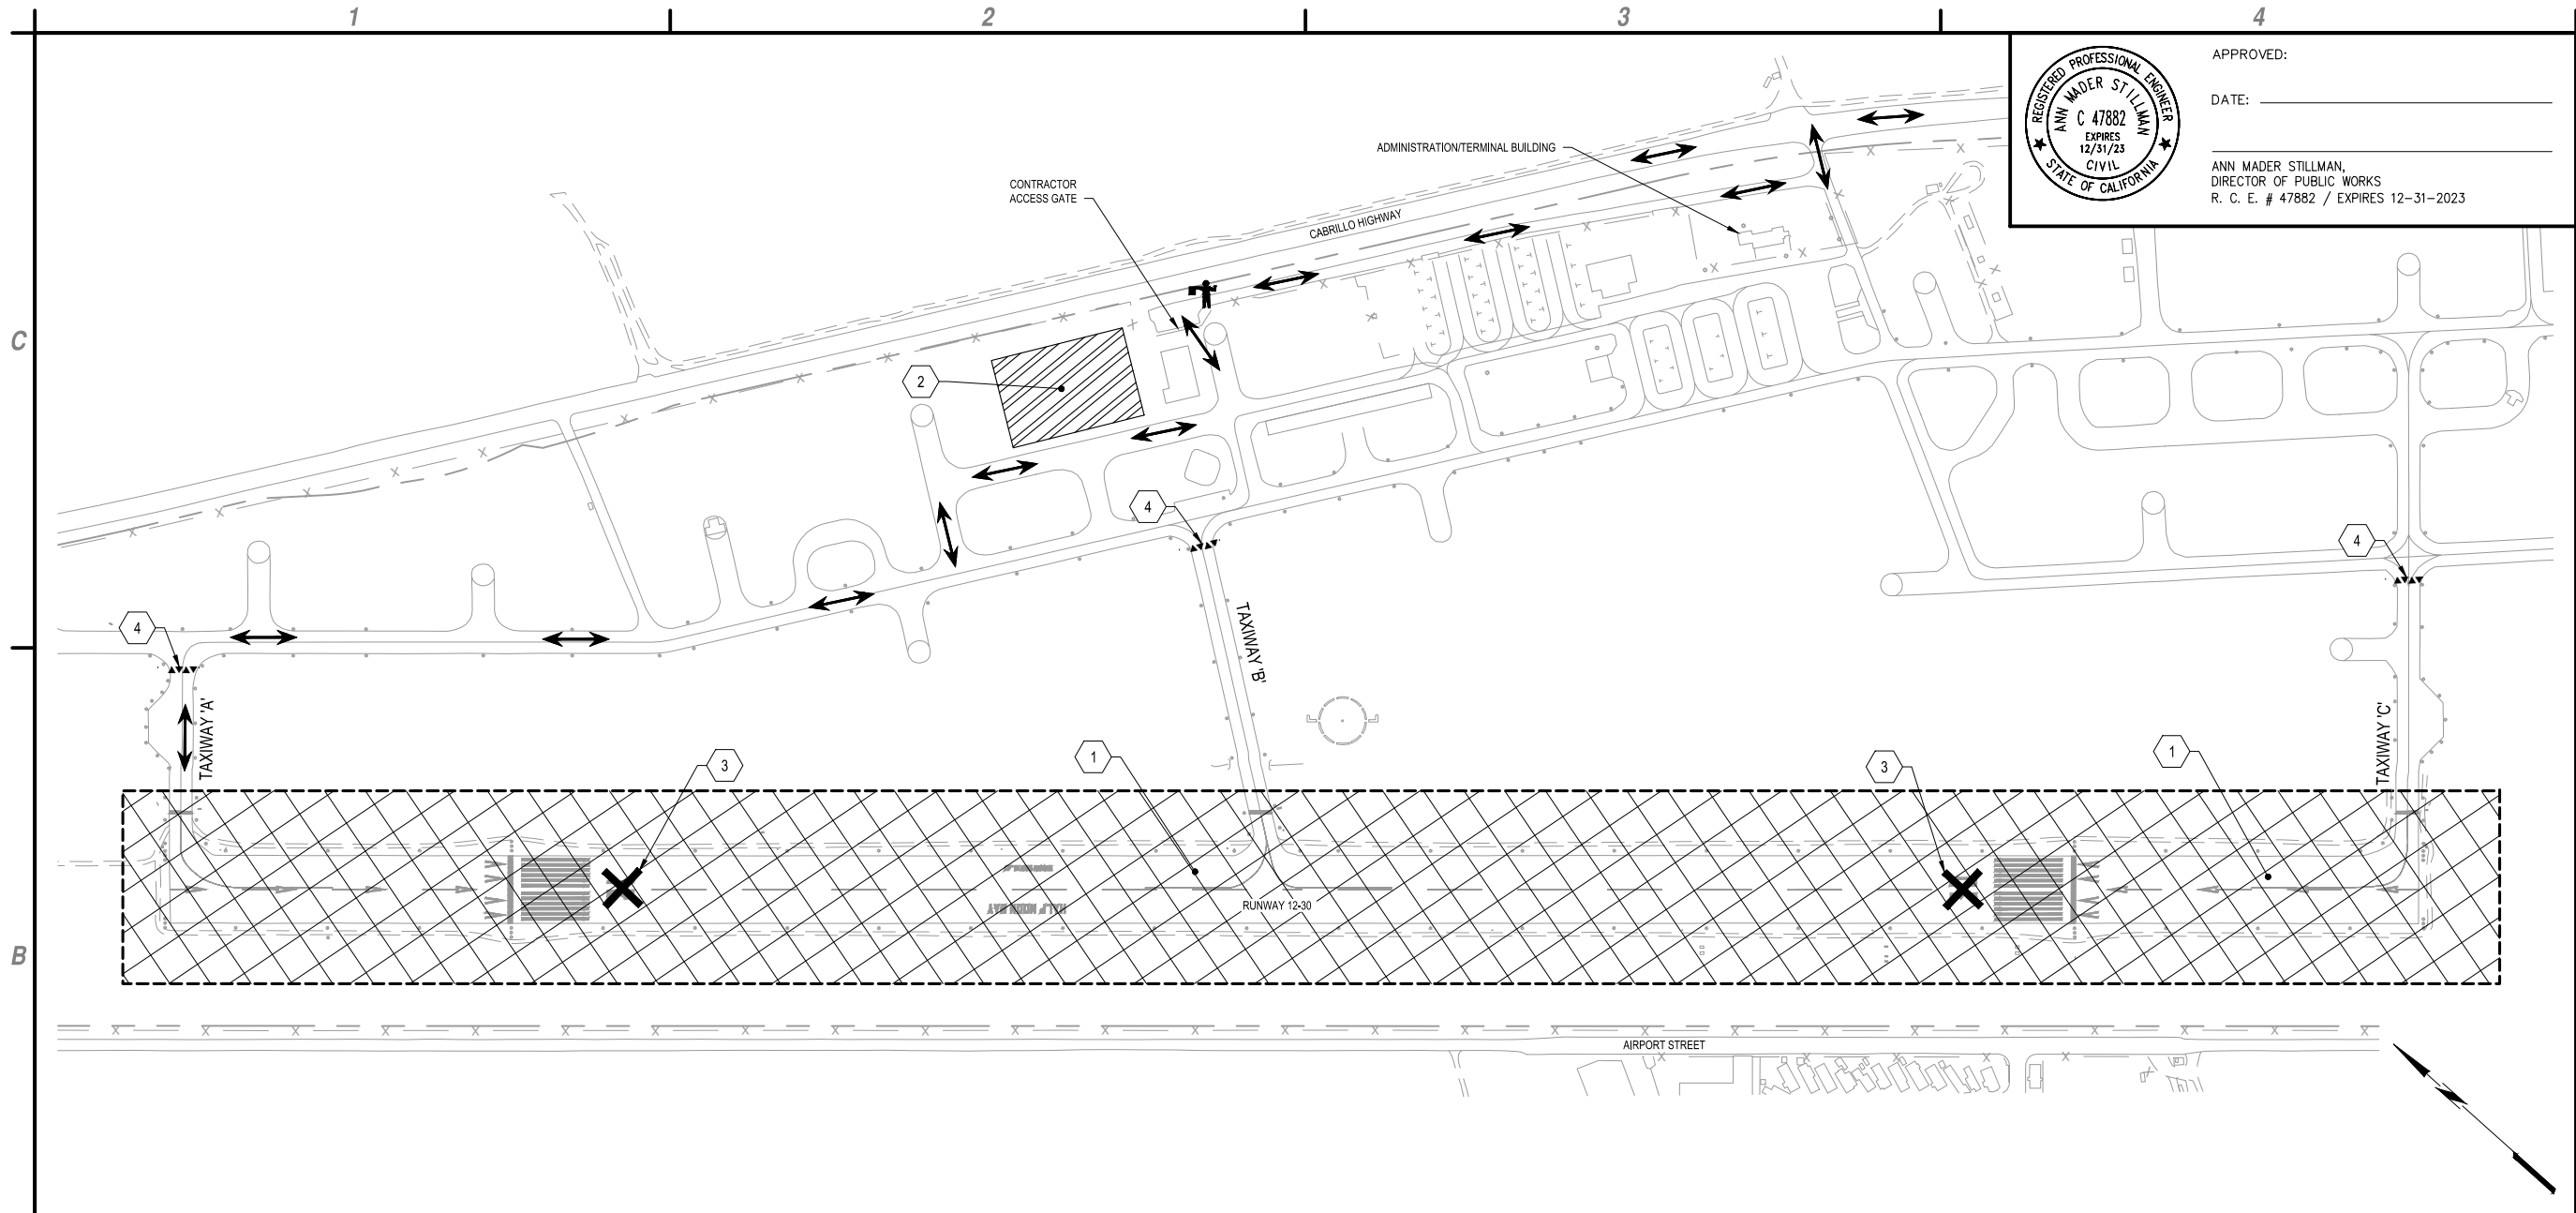 1
2
3
4
APPROVED:
REGISTERED PROFESSIONAL ENGINEER
ANN MADER STILLMAN
C 47882
EXPIRES
12/31/23
CIVIL
STATE OF CALIFORNIA
DATE:
ANN MADER STILLMAN,
DIRECTOR OF PUBLIC WORKS
R. C. E. # 47882 / EXPIRES 12-31-2023
ADMINISTRATION/TERMINAL BUILDING
CONTRACTOR
ACCESS GATE
CABRILLO HIGHWAY
C
2
4
4
4
TAXIWAY 'B'
TAXIWAY 'A'
TAXIWAY 'C'
3
1
3
1
HALF MOON BAY
RUNWAY 12-30
B
AIRPORT STREET